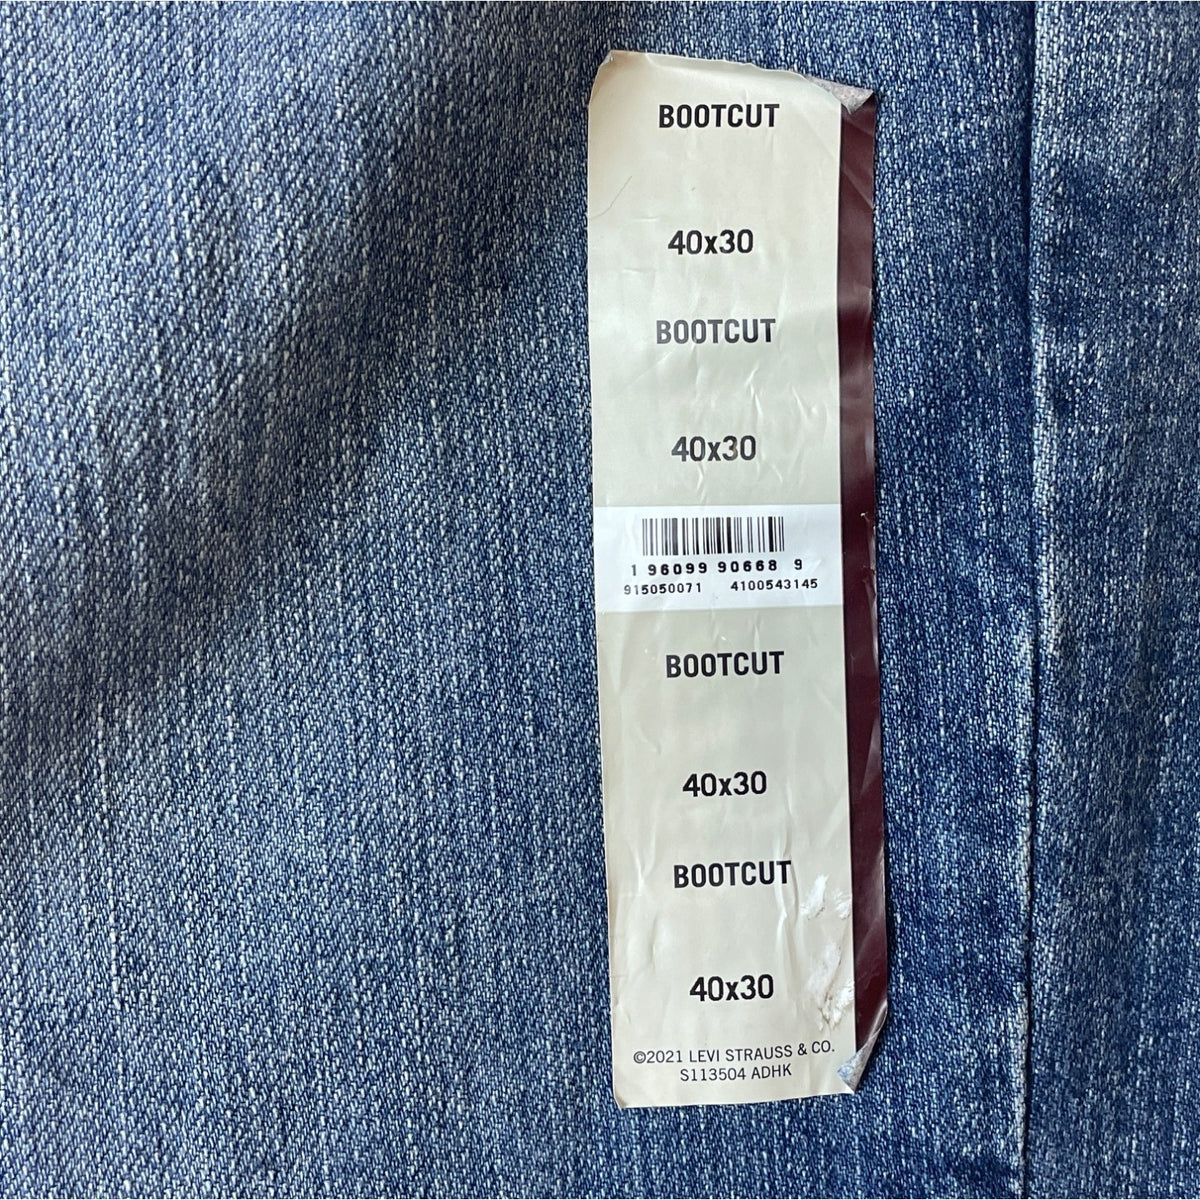 BOOTCUT
40x30
BOOTCUT
40x30
1 96099 90668 9
915050071 4100543145
BOOTCUT
40x30
BOOTCUT
40x30
©2021 LEVI STRAUSS & CO.
S113504 ADHK